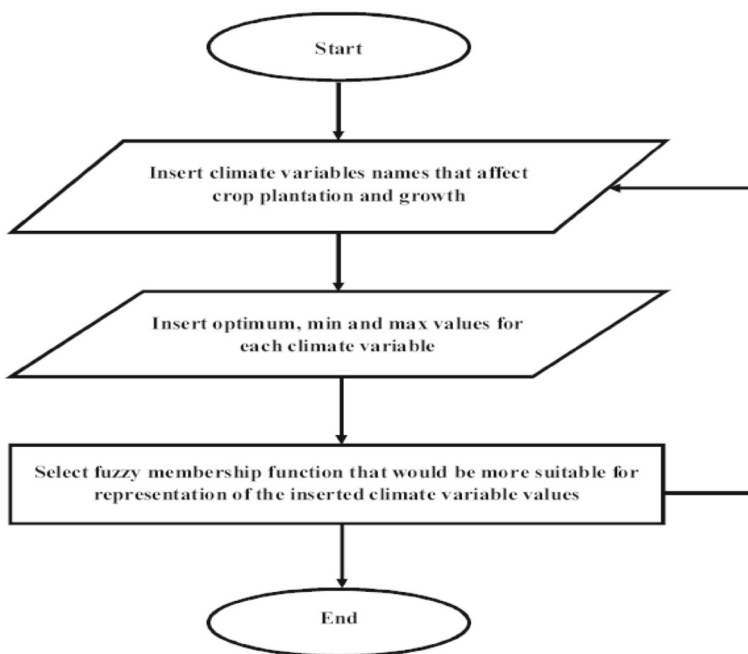 Start
Insert climate variables names that affect
crop plantation and growth
Insert optimum, min and max values for
each climate variable
Select fuzzy membership function that would be more suitable for
representation of the inserted climate variable values
End